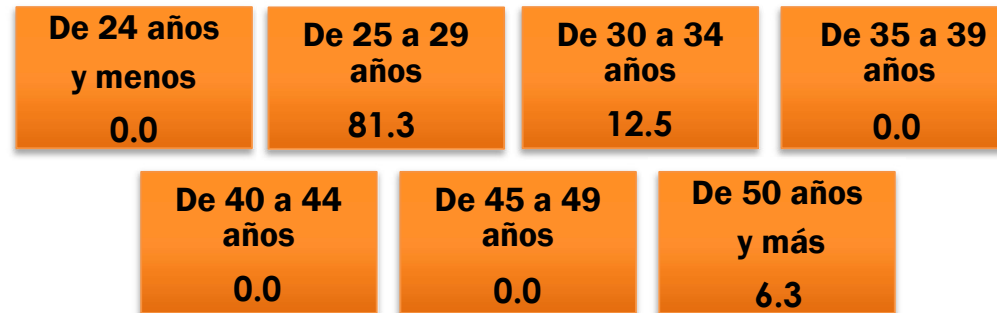 De 24 años
y menos
0.0
De 25 a 29
años
81.3
De 30 a 34
años
12.5
De 35 a 39
años
0.0
De 40 a 44
años
0.0
De 45 a 49
años
0.0
De 50 años
y más
6.3